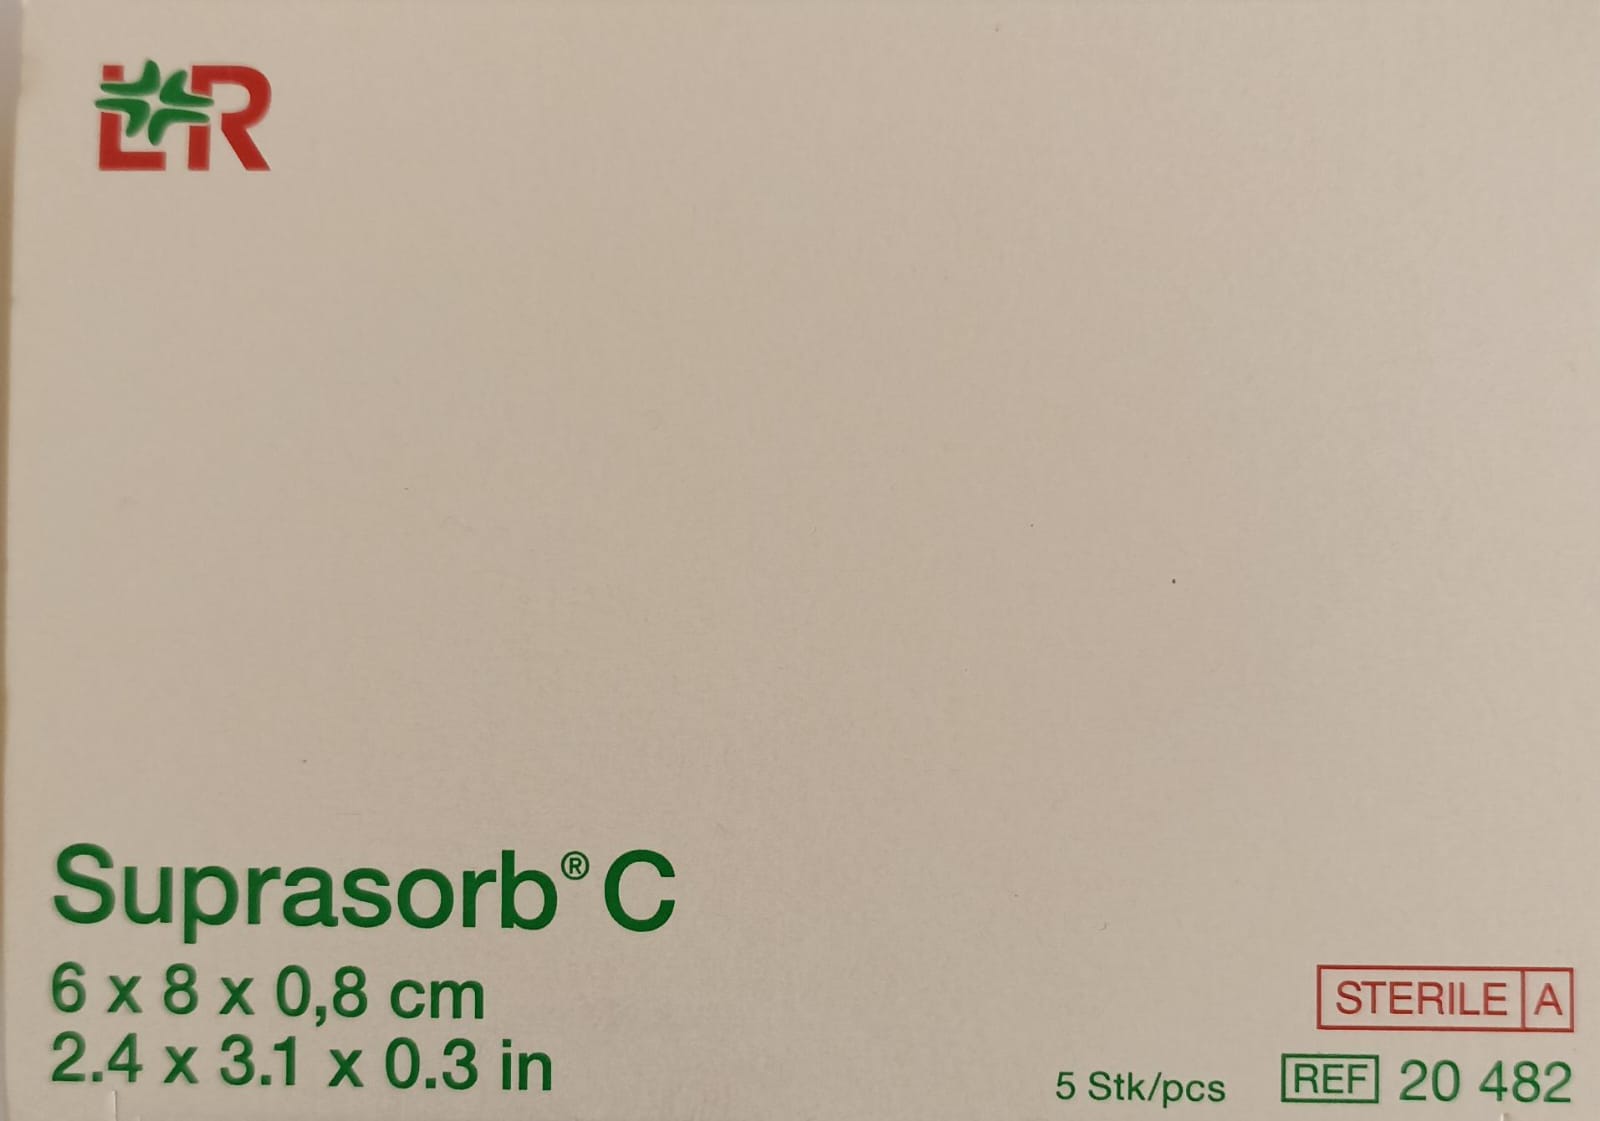 L&R
Suprasorb® C
6 x 8 x 0,8 cm
2.4 x 3.1 x 0.3 in
STERILE A
5 Stk/pcs
REF 20 482